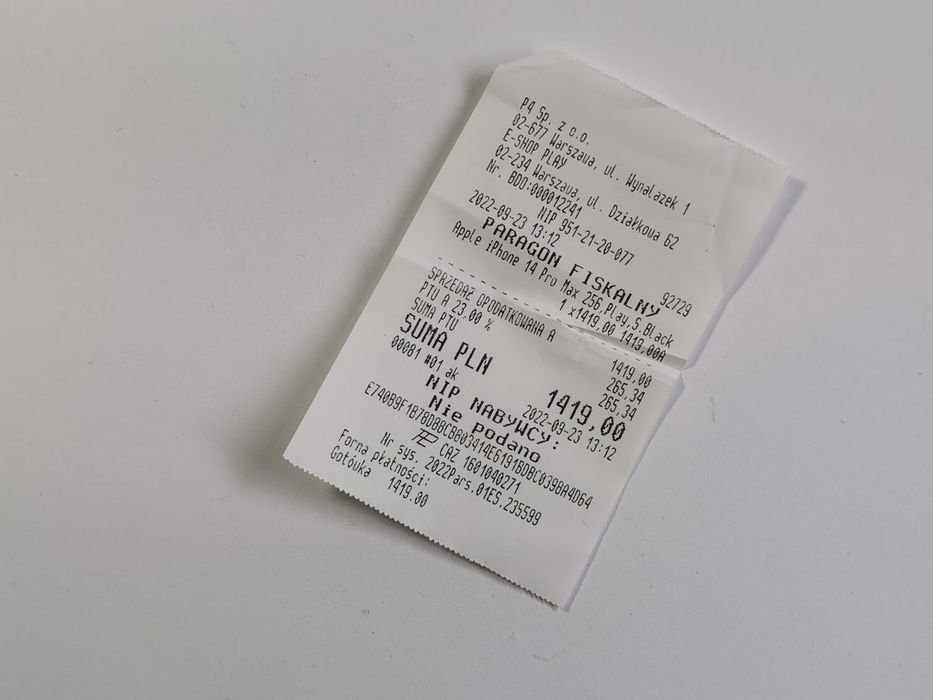 P4 Sp. z o.o.
02-677 Warszawa, ul. Wynalazek 1
E-SHOP PLAY
02-234 Warszawa, ul. Działkowa 62
Nr. BDO:000012241
NIP 951-21-20-077
2022-09-23 13:12 92729
PARAGON FISKALNY
Apple iPhone 14 Pro Max 256 Play.S.Black
1 x1419,00 1419,00A
SPRZEDAŻ OPODATKOWANA A 1419,00
PTU A 23,00 % 265,34
SUMA PTU 265,34
SUMA PLN 1419,00
00081 #01 ak 2022-09-23 13:12
NIP NABYWCY:
Nie podano
CAZ 1601040271
Nr sys. 2022Pars.01ES.235599
Forma płatności:
Gotówka 1419.00